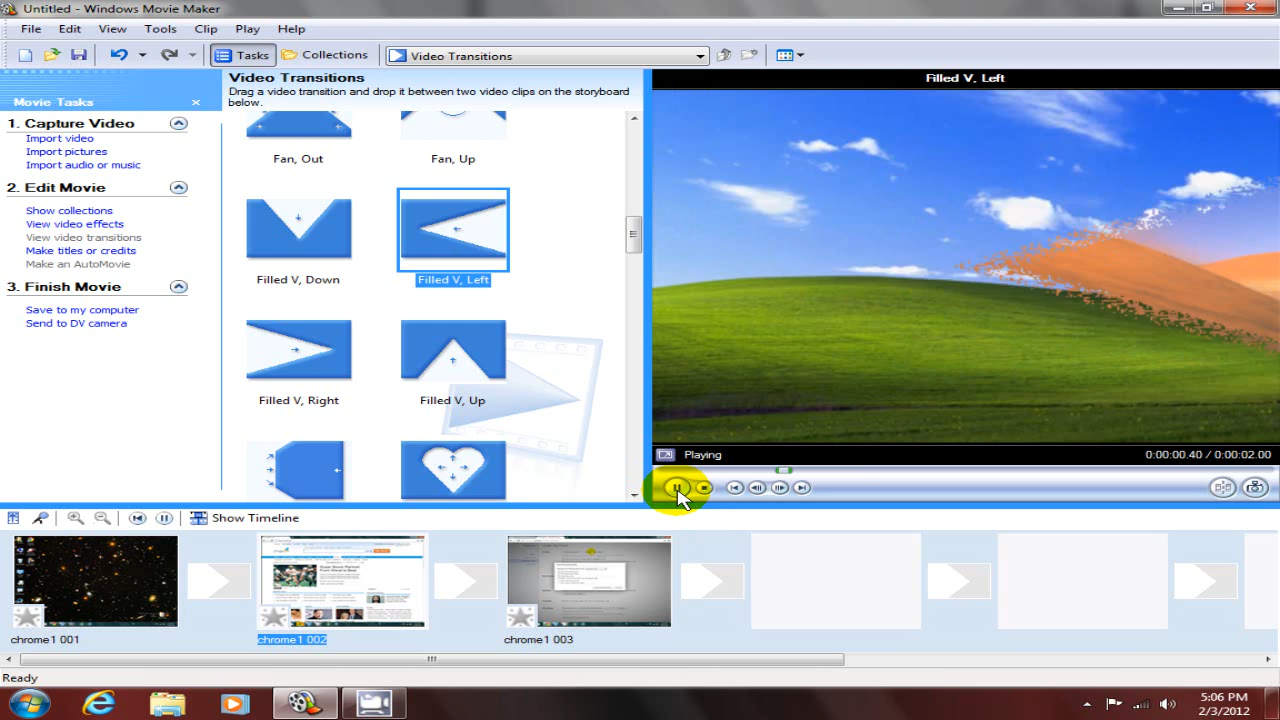 Untitled - Windows Movie Maker
File Edit View Tools Clip Play Help
Tasks Collections Video Transitions
Movie Tasks
1. Capture Video
Import video
Import pictures
Import audio or music
2. Edit Movie
Show collections
View video effects
View video transitions
Make titles or credits
Make an AutoMovie
3. Finish Movie
Save to my computer
Send to DV camera
Video Transitions
Drag a video transition and drop it between two video clips on the storyboard
below.
Fan, Out Fan, Up
Filled V, Down Filled V, Left
Filled V, Right Filled V, Up
Filled V, Left
Playing 0:00:00.40 / 0:00:02.00
Show Timeline
chrome1 001 chrome1 002 chrome1 003
Ready
5:06 PM
2/3/2012